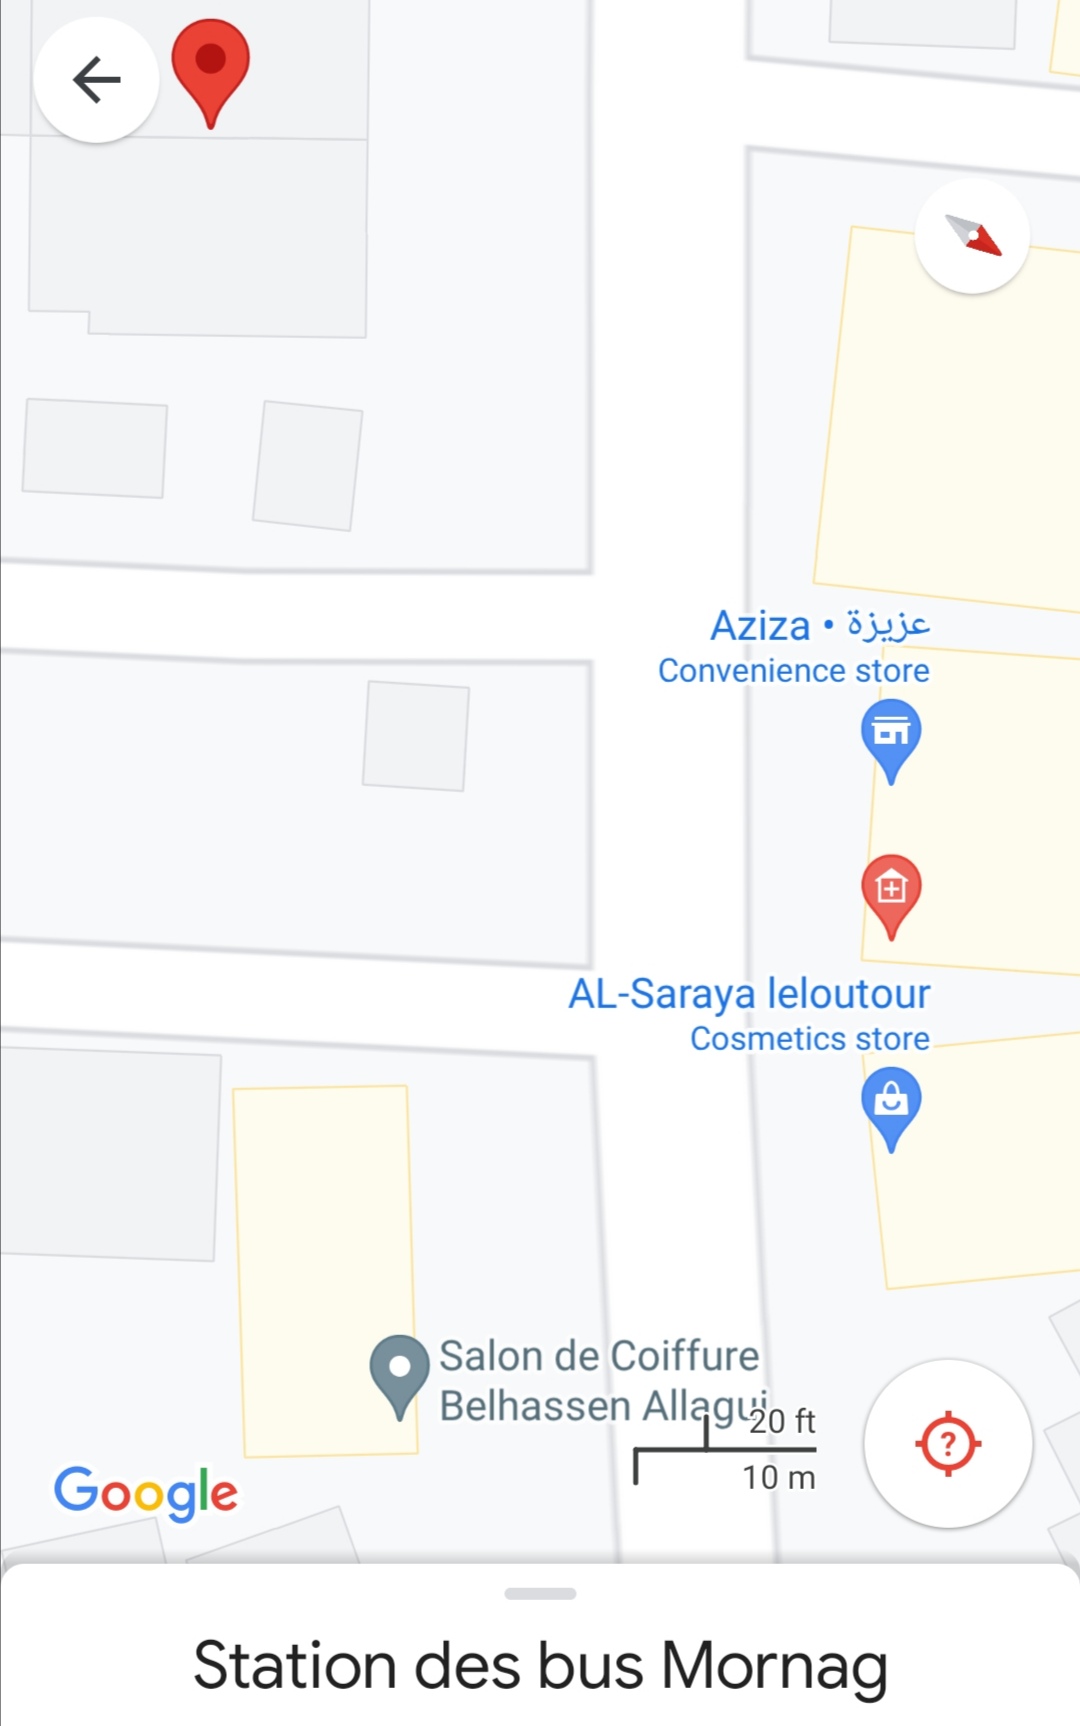 Aziza • عزيزة
Convenience store
AL-Saraya leloutour
Cosmetics store
Salon de Coiffure
Belhassen Allagui
20 ft
10 m
?
Google
Station des bus Mornag